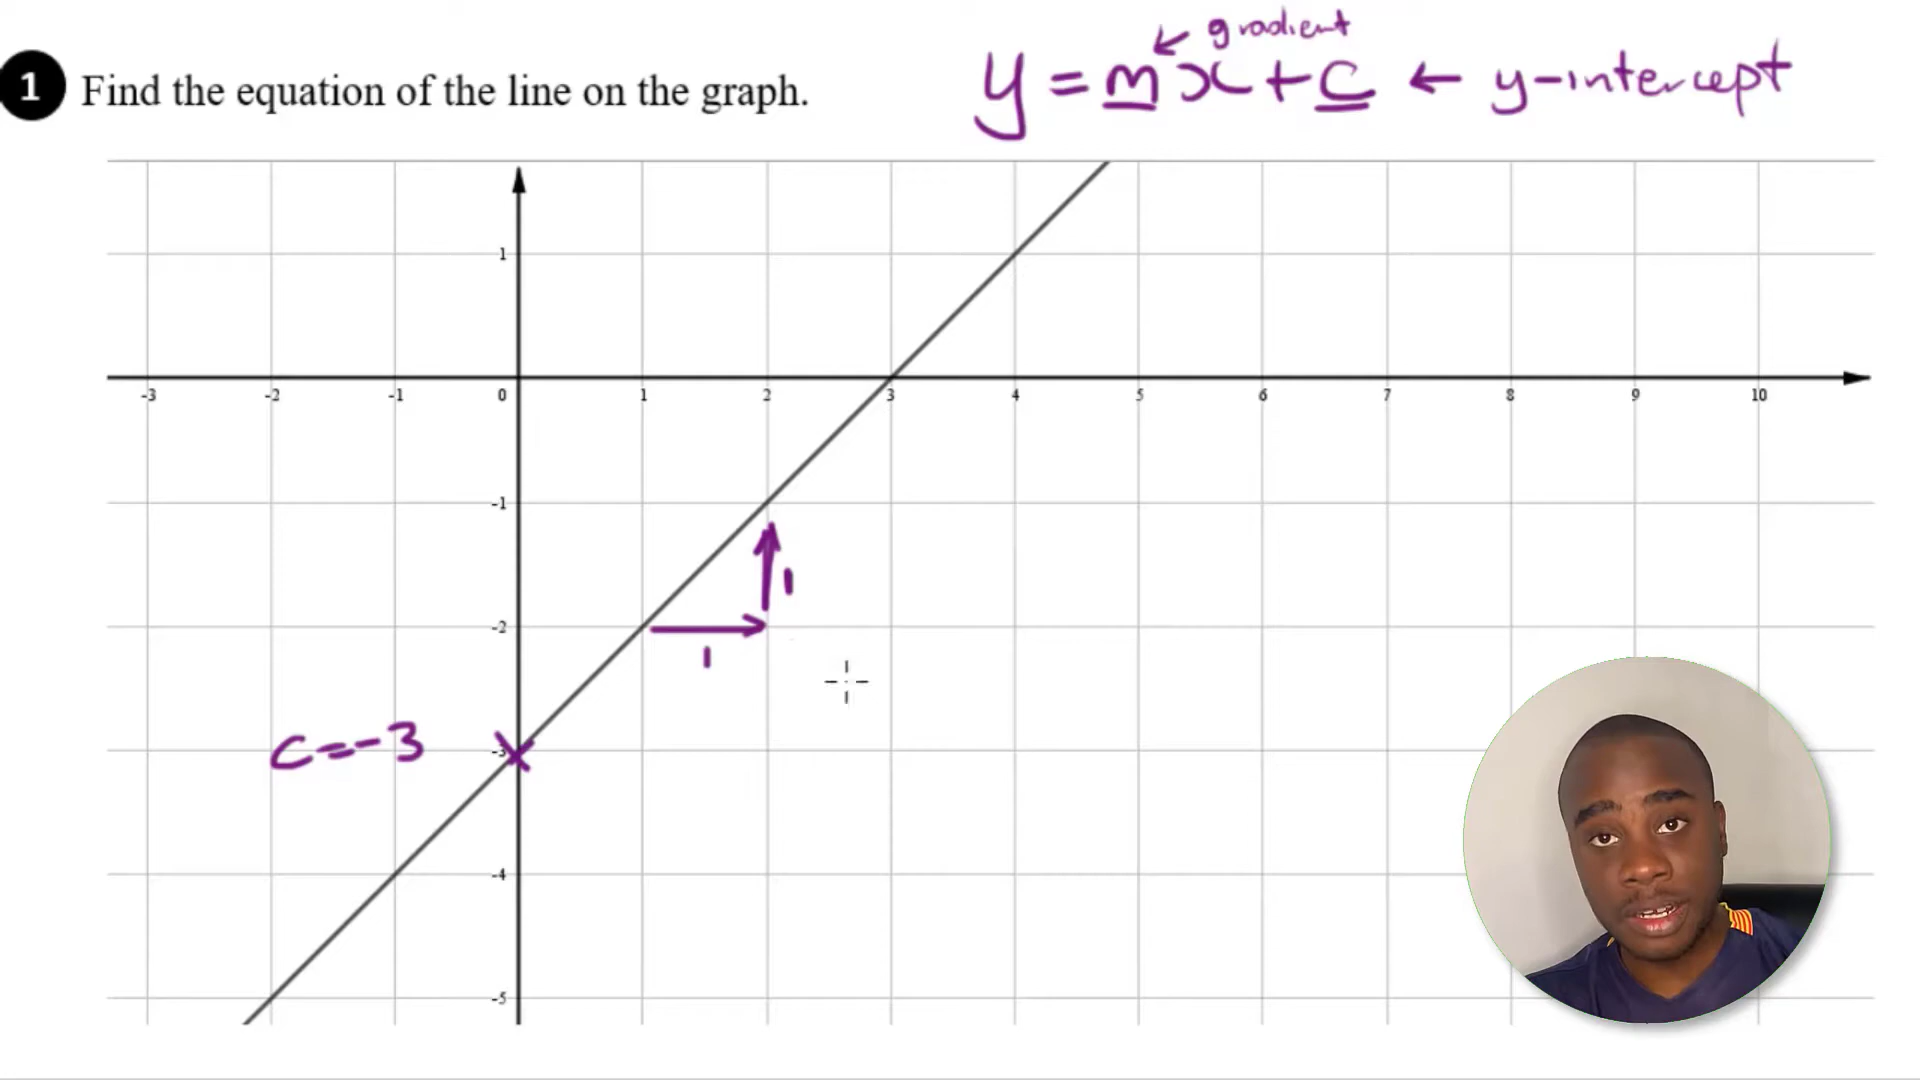 gradient
1 Find the equation of the line on the graph.
y = mx + c ← y-intercept
1
-3 -2 -1 0 1 2 3 4 5 6 7 8 9 10
-1
1
-2
1
c=-3
-3
-4
-5